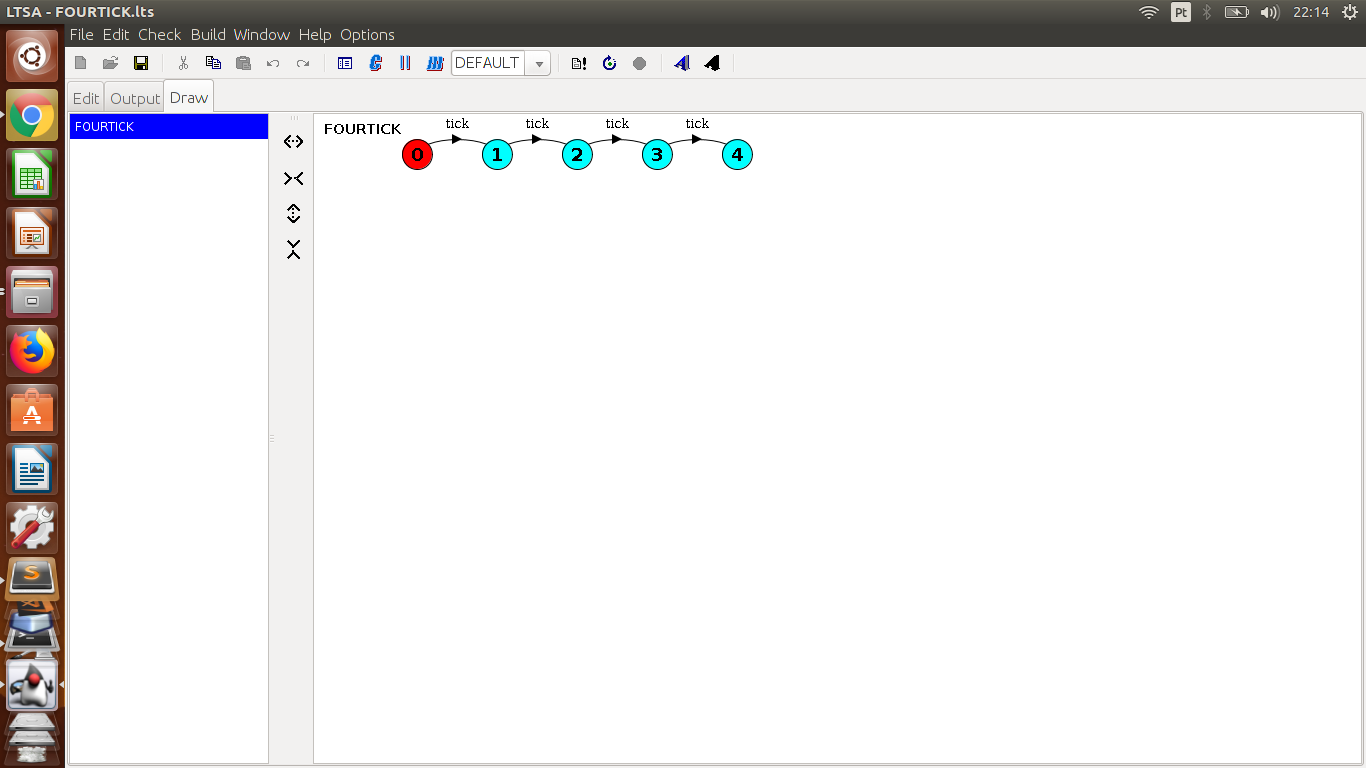 LTSA - FOURTICK.lts
Pt
22:14
File Edit Check Build Window Help Options
DEFAULT
Edit Output Draw
FOURTICK
FOURTICK
tick tick tick tick
0 1 2 3 4